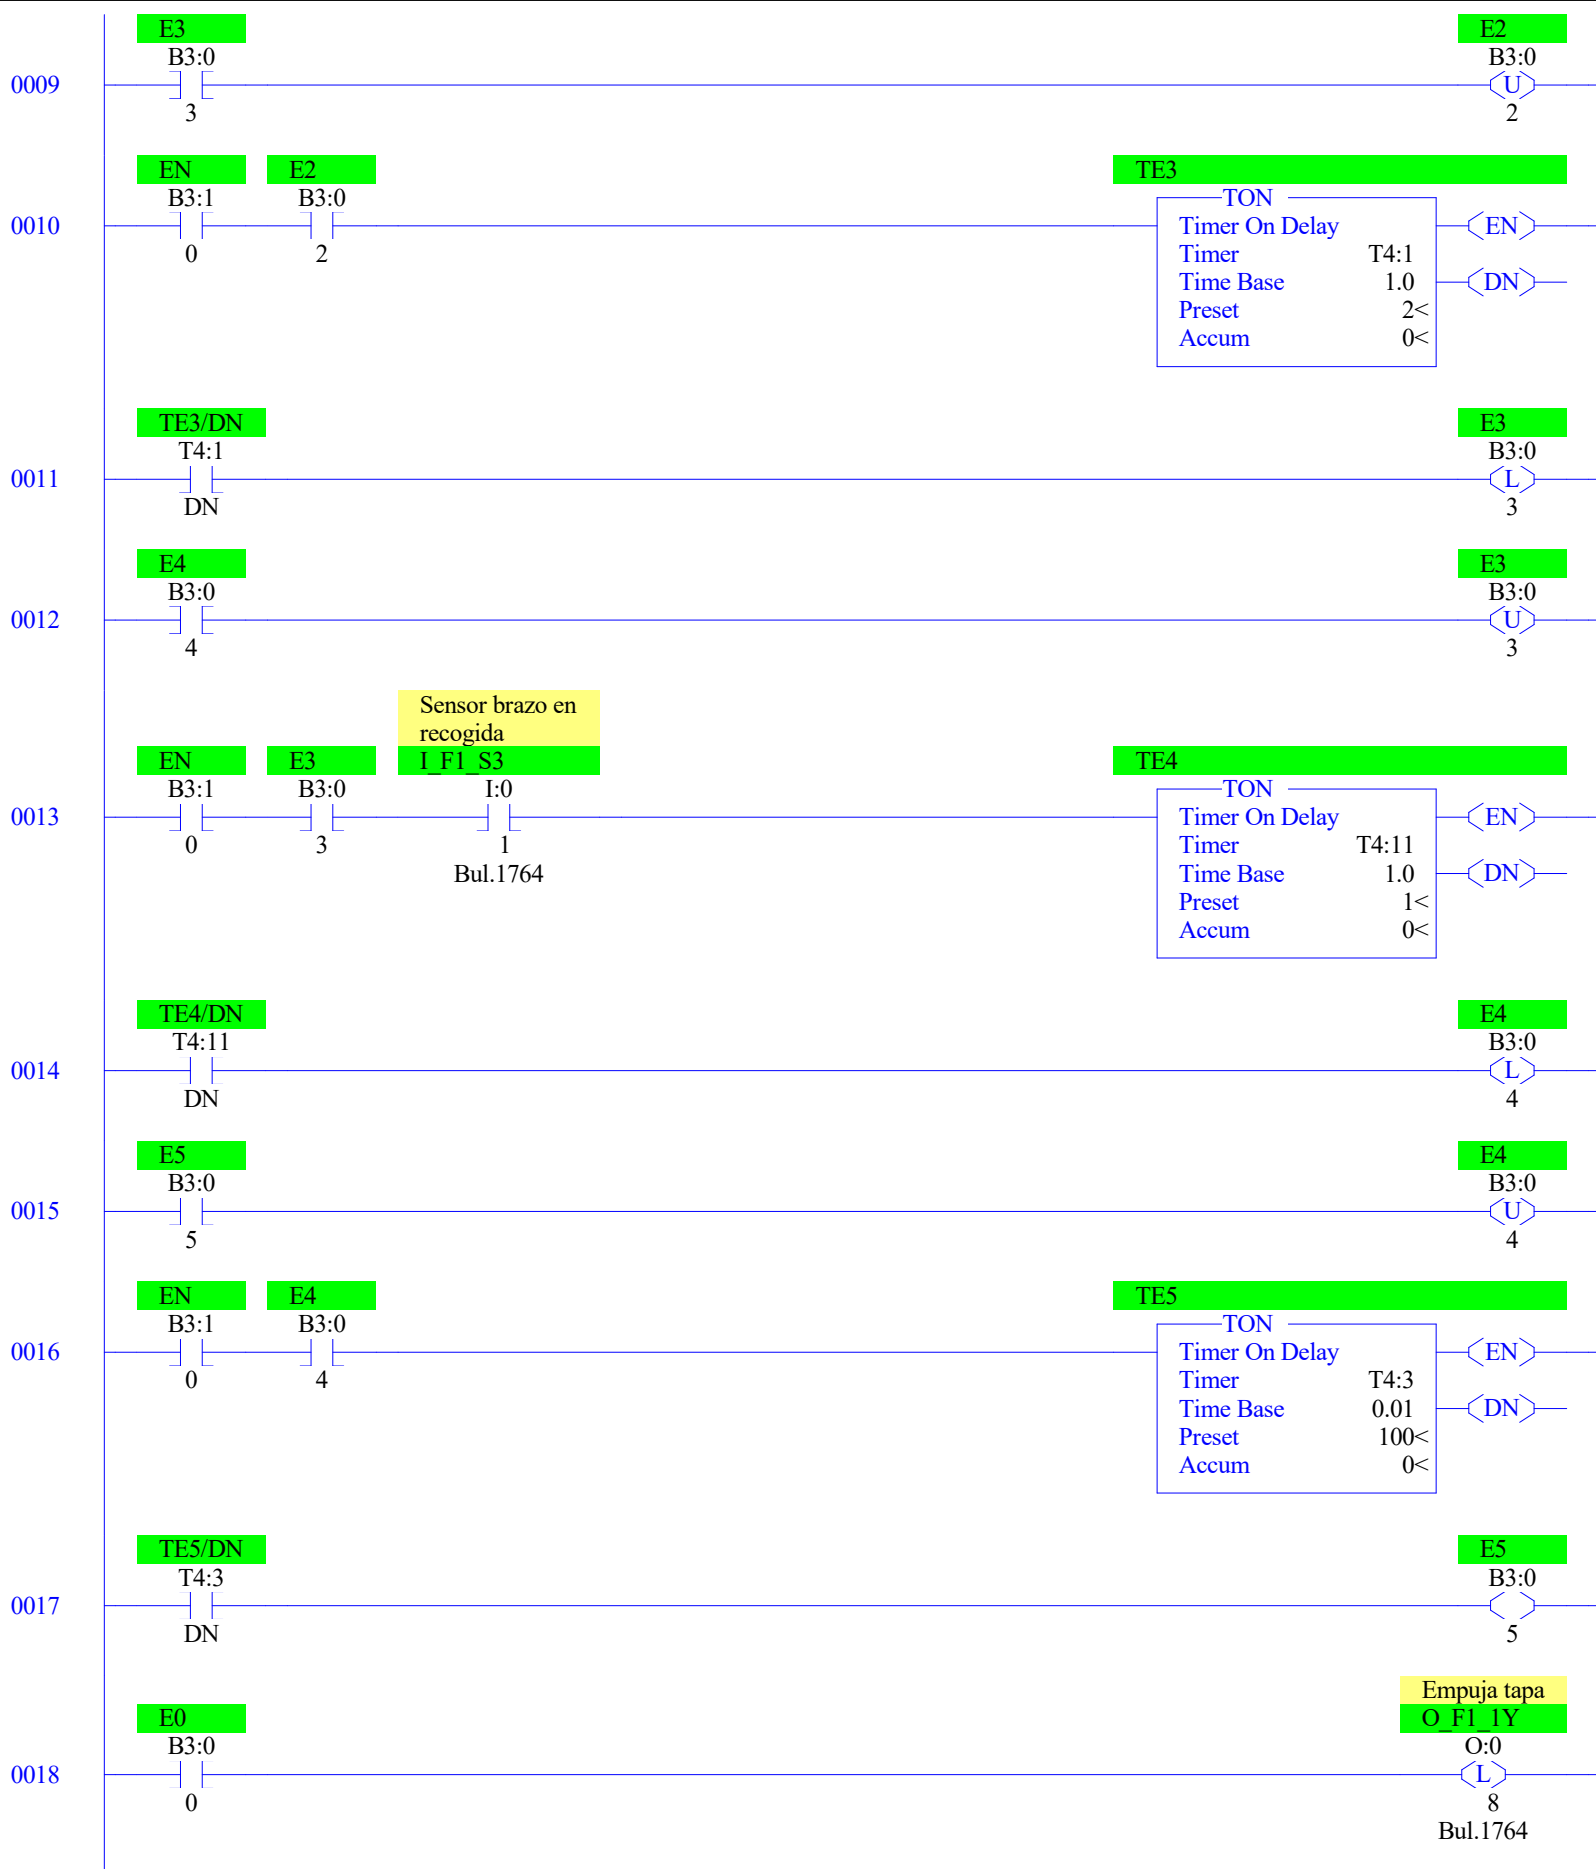 E3
E2
B3:0
B3:0
0009
U
3
2
EN
E2
TE3
B3:1
B3:0
TON
0010
Timer On Delay
EN
0
2
Timer
T4:1
Time Base
1.0
DN
Preset
2<
Accum
0<
TE3/DN
E3
T4:1
B3:0
0011
L
DN
3
E4
E3
B3:0
B3:0
0012
U
4
3
Sensor brazo en
recogida
EN
E3
I_F1_S3
TE4
B3:1
B3:0
I:0
TON
0013
Timer On Delay
EN
0
3
1
Timer
T4:11
Bul.1764
Time Base
1.0
DN
Preset
1<
Accum
0<
TE4/DN
E4
T4:11
B3:0
0014
L
DN
4
E5
E4
B3:0
B3:0
0015
U
5
4
EN
E4
TE5
B3:1
B3:0
TON
0016
Timer On Delay
EN
0
4
Timer
T4:3
Time Base
0.01
DN
Preset
100<
Accum
0<
TE5/DN
E5
T4:3
B3:0
0017
DN
5
Empuja tapa
E0
O_F1_1Y
B3:0
O:0
0018
L
0
8
Bul.1764